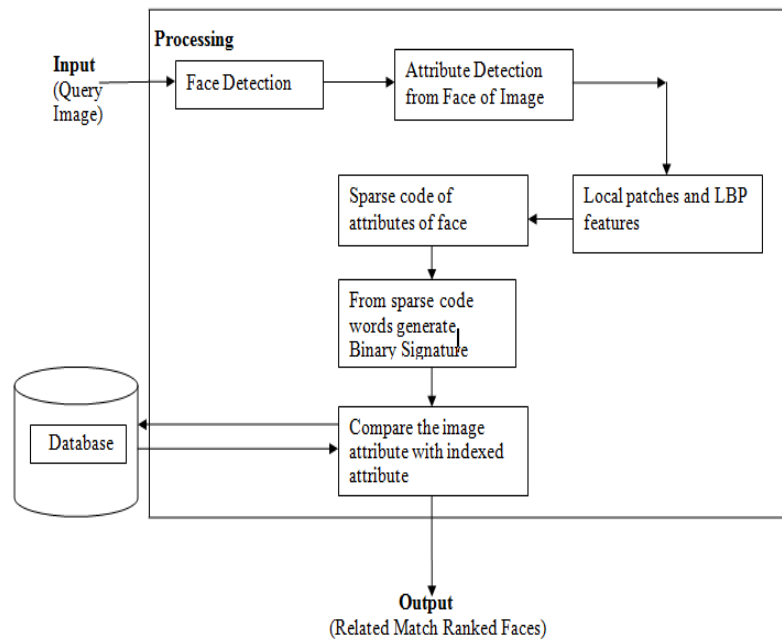 Processing
Input
(Query
Image)
Face Detection
Attribute Detection
from Face of Image
Local patches and LBP
features
Sparse code of
attributes of face
From sparse code
words generate
Binary Signature
Compare the image
attribute with indexed
attribute
Database
Output
(Related Match Ranked Faces)